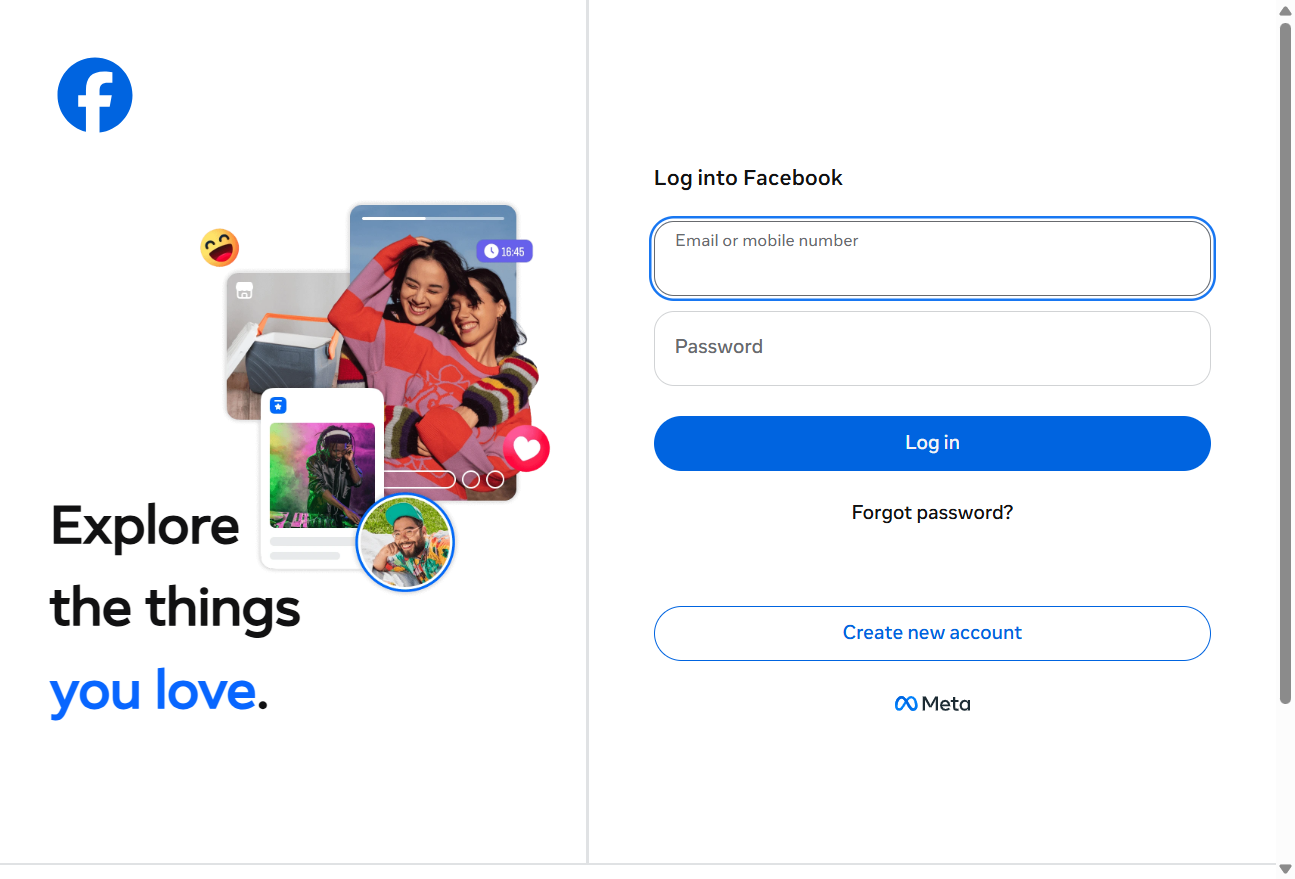 16:45
Explore
the things
you love.
Log into Facebook
Email or mobile number
Password
Log in
Forgot password?
Create new account
Meta